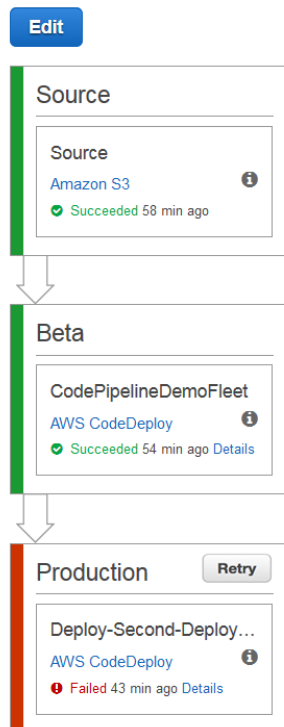 Edit
Source
Source
Amazon S3
Succeeded 58 min ago
Beta
CodePipelineDemoFleet
AWS CodeDeploy
Succeeded 54 min ago Details
Production
Retry
Deploy-Second-Deploy...
AWS CodeDeploy
Failed 43 min ago Details